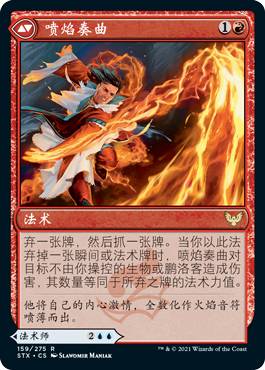 喷焰奏曲 1
法术
弃一张牌，然后抓一张牌。当你以此法
弃掉一张瞬间或法术牌时，喷焰奏曲对
目标不由你操控的生物或鹏洛客造成伤
害，其数量等同于所弃之牌的法术力值。
他将自己的内心激情，全数化作火焰音符
喷薄而出。
法术师 2
159/275 R
STX • CS SLAWOMIR MANIAK
™ & © 2021 Wizards of the Coast